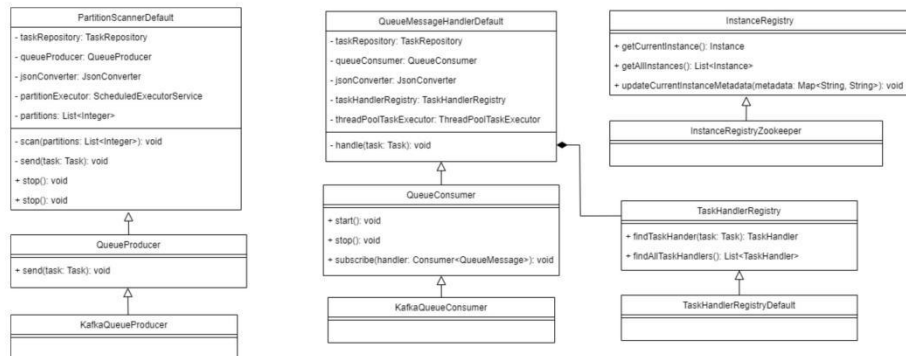 PartitionScannerDefault
- taskRepository: TaskRepository
- queueProducer: QueueProducer
- jsonConverter: JsonConverter
- partitionExecutor: ScheduledExecutorService
- partitions: List<Integer>
- scan(partitions: List<Integer>): void
- send(task: Task): void
+ stop(): void
+ stop(): void
QueueProducer
+ send(task: Task): void
KafkaQueueProducer
QueueMessageHandlerDefault
- taskRepository: TaskRepository
- queueConsumer: QueueConsumer
- jsonConverter: JsonConverter
- taskHandlerRegistry: TaskHandlerRegistry
- threadPoolTaskExecutor: ThreadPoolTaskExecutor
- handle(task: Task): void
QueueConsumer
+ start(): void
+ stop(): void
+ subscribe(handler: Consumer<QueueMessage>): void
KafkaQueueConsumer
InstanceRegistry
+ getCurrentInstance(): Instance
+ getAllInstances(): List<Instance>
+ updateCurrentInstanceMetadata(metadata: Map<String, String>): void
InstanceRegistryZookeeper
TaskHandlerRegistry
+ findTaskHander(task: Task): TaskHandler
+ findAllTaskHandlers(): List<TaskHandler>
TaskHandlerRegistryDefault